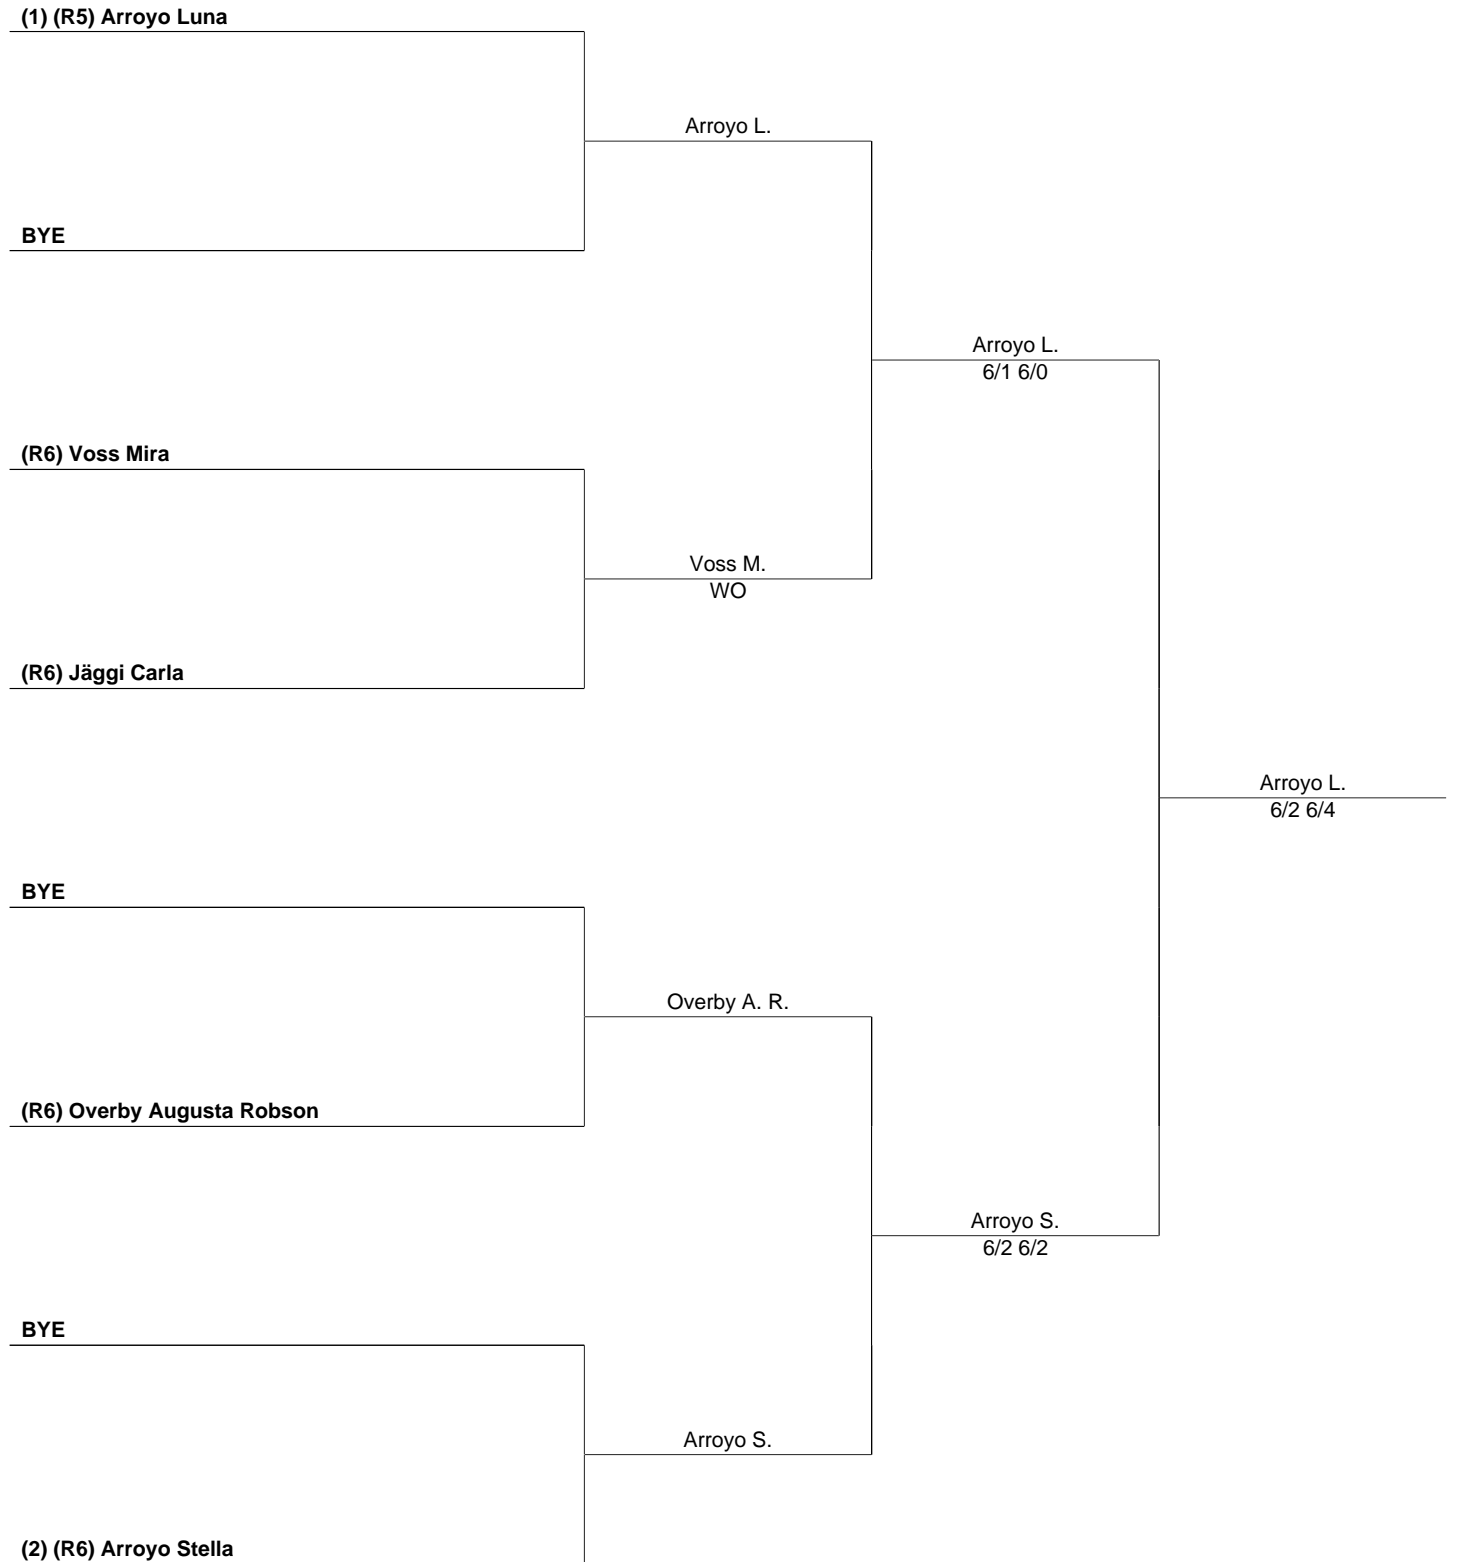 (1) (R5) Arroyo Luna
Arroyo L.
BYE
Arroyo L.
6/1 6/0
(R6) Voss Mira
Voss M.
WO
(R6) Jäggi Carla
Arroyo L.
6/2 6/4
BYE
Overby A. R.
(R6) Overby Augusta Robson
Arroyo S.
6/2 6/2
BYE
Arroyo S.
(2) (R6) Arroyo Stella